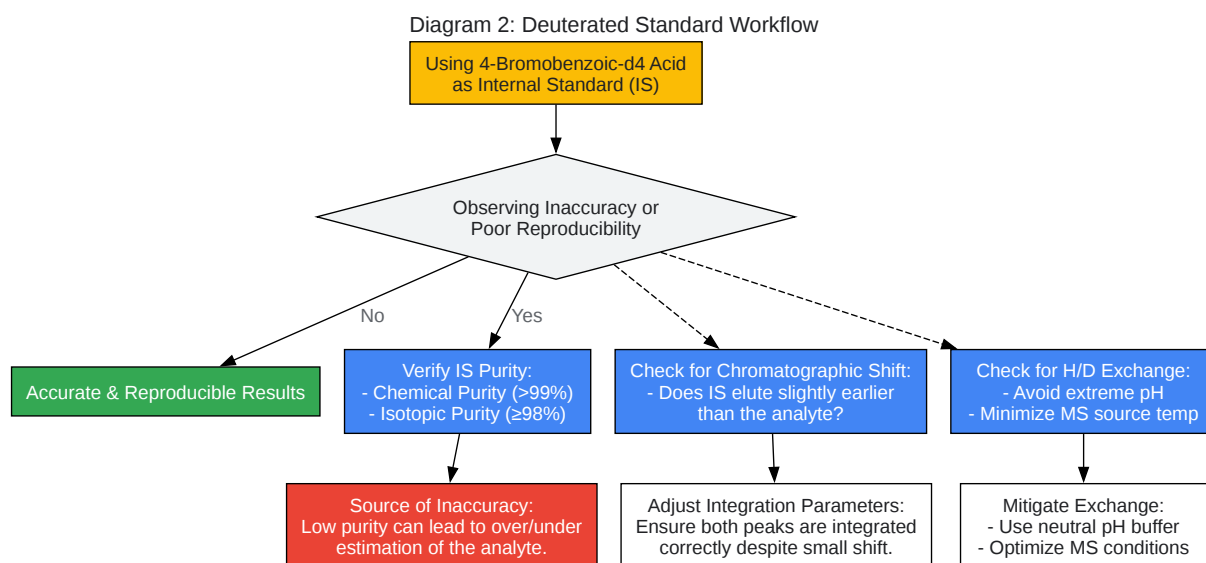 Diagram 2: Deuterated Standard Workflow
Using 4-Bromobenzoic-d4 Acid
as Internal Standard (IS)
Observing Inaccuracy or
Poor Reproducibility
No
Yes
Accurate & Reproducible Results
Verify IS Purity:
- Chemical Purity (>99%)
- Isotopic Purity (≥98%)
Check for Chromatographic Shift:
- Does IS elute slightly earlier
than the analyte?
Check for H/D Exchange:
- Avoid extreme pH
- Minimize MS source temp
Source of Inaccuracy:
Low purity can lead to over/under
estimation of the analyte.
Adjust Integration Parameters:
Ensure both peaks are integrated
correctly despite small shift.
Mitigate Exchange:
- Use neutral pH buffer
- Optimize MS conditions